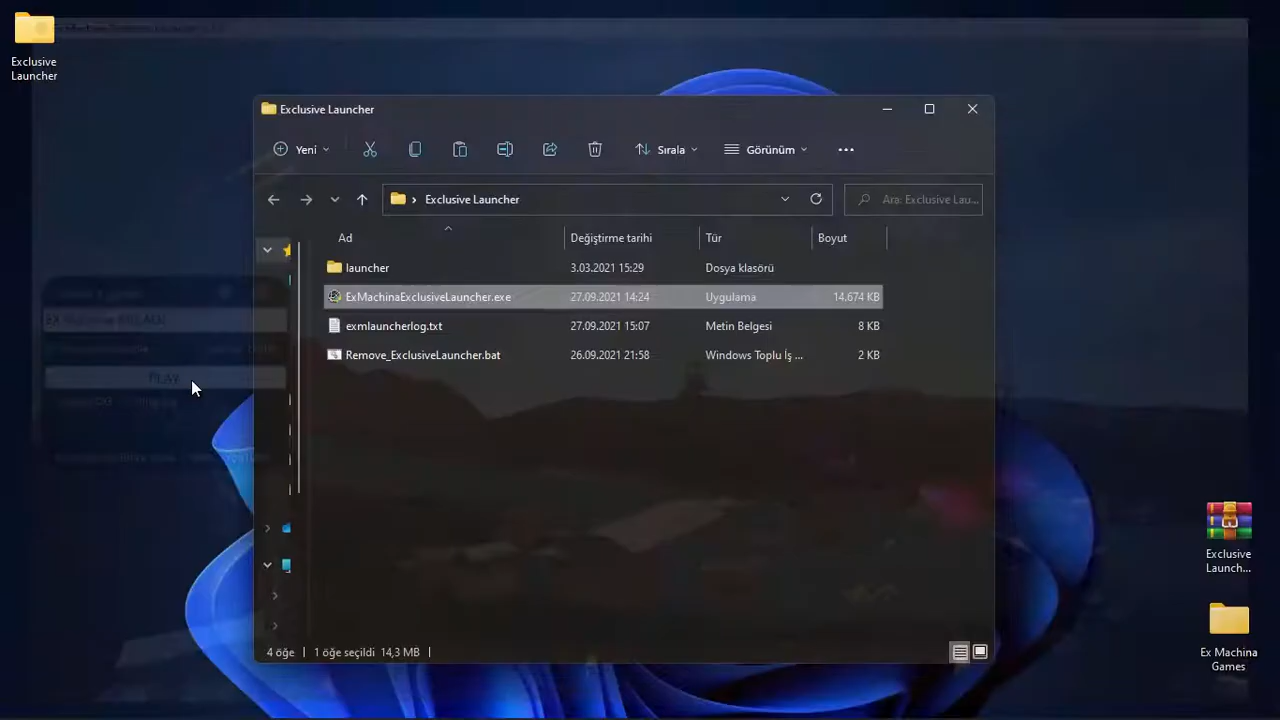 Exclusive
Launcher
Exclusive Launcher
Yeni
Sırala
Görünüm
Exclusive Launcher
Ara: Exclusive Lau...
Ad
Değiştirme tarihi
Tür
Boyut
launcher
3.03.2021 15:29
Dosya klasörü
ExMachinaExclusiveLauncher.exe
27.09.2021 14:24
Uygulama
14.674 KB
exmlauncherlog.txt
27.09.2021 15:07
Metin Belgesi
8 KB
Remove_ExclusiveLauncher.bat
26.09.2021 21:58
Windows Toplu İş ...
2 KB
PLAY
4 öğe
1 öğe seçildi 14,3 MB
Exclusive
Launch...
Ex Machina
Games